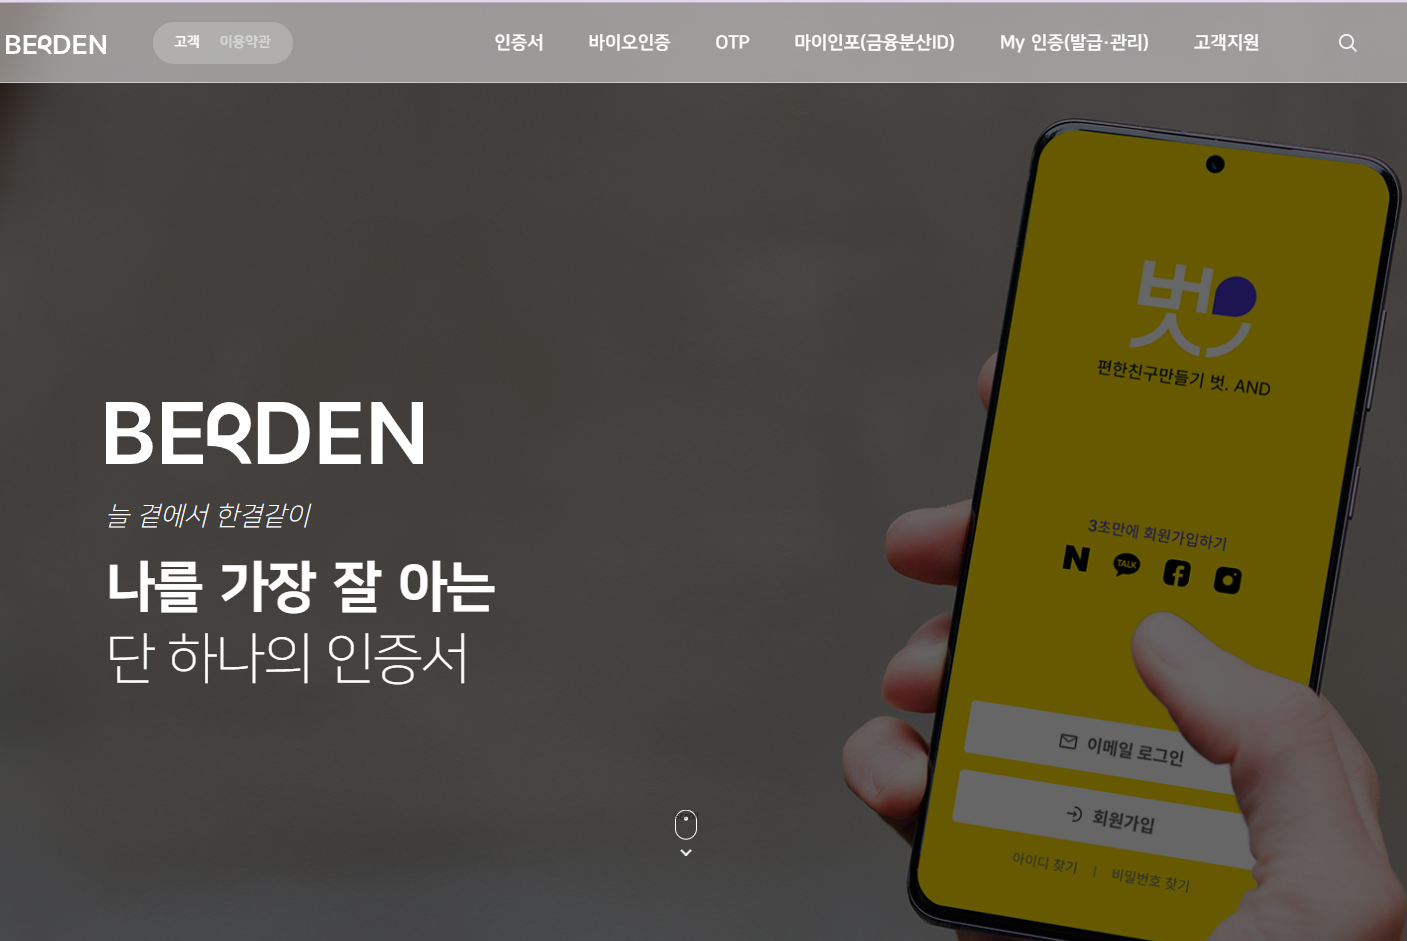 BERDEN
고객 이용약관
인증서 바이오인증 OTP 마이인포(금융분산ID) My 인증(발급·관리) 고객지원
BERDEN
늘 곁에서 한결같이
나를 가장 잘 아는
단 하나의 인증서
벗
편한친구만들기 벗. AND
3초만에 회원가입하기
N TALK f
이메일 로그인
회원가입
아이디 찾기 | 비밀번호 찾기